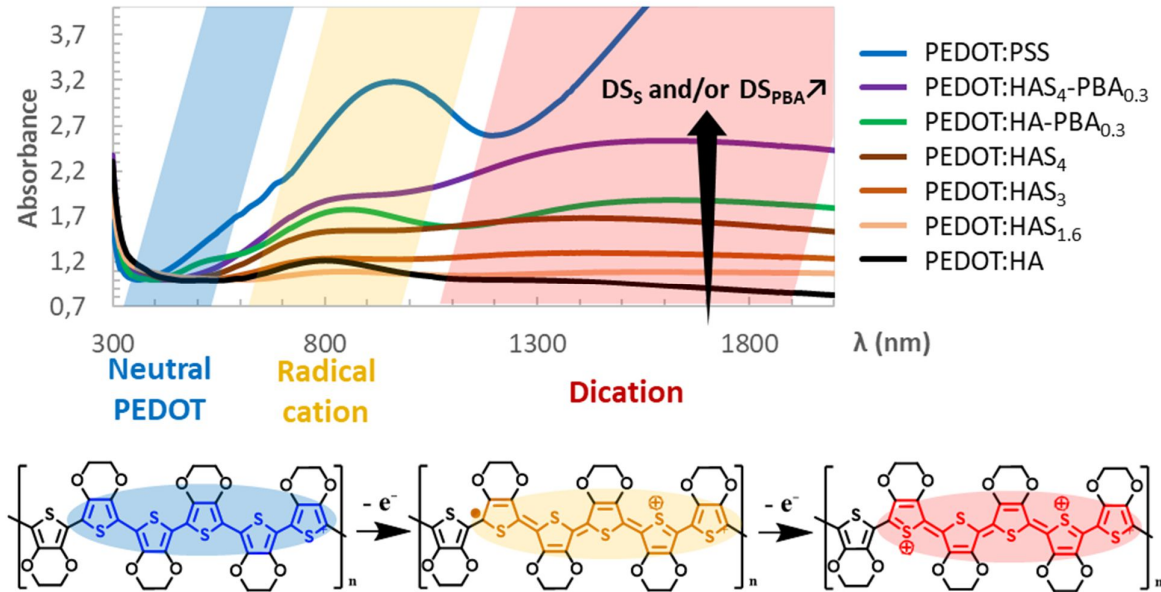 Absorbance
3,7
3,2
2,7
2,2
1,7
1,2
0,7
300
800
1300
1800
λ (nm)
DSS and/or DSPBA↗
PEDOT:PSS
PEDOT:HAS4-PBA0.3
PEDOT:HA-PBA0.3
PEDOT:HAS4
PEDOT:HAS3
PEDOT:HAS1.6
PEDOT:HA
Neutral
PEDOT
Radical
cation
Dication
O O O O O O
S S S S S
O O O O
n
- e⁻
O O O O O O
S S S S S ⊕
O O O O
n
- e⁻
O O O O O O
S S S S S ⊕ ⊕
O O O O
n